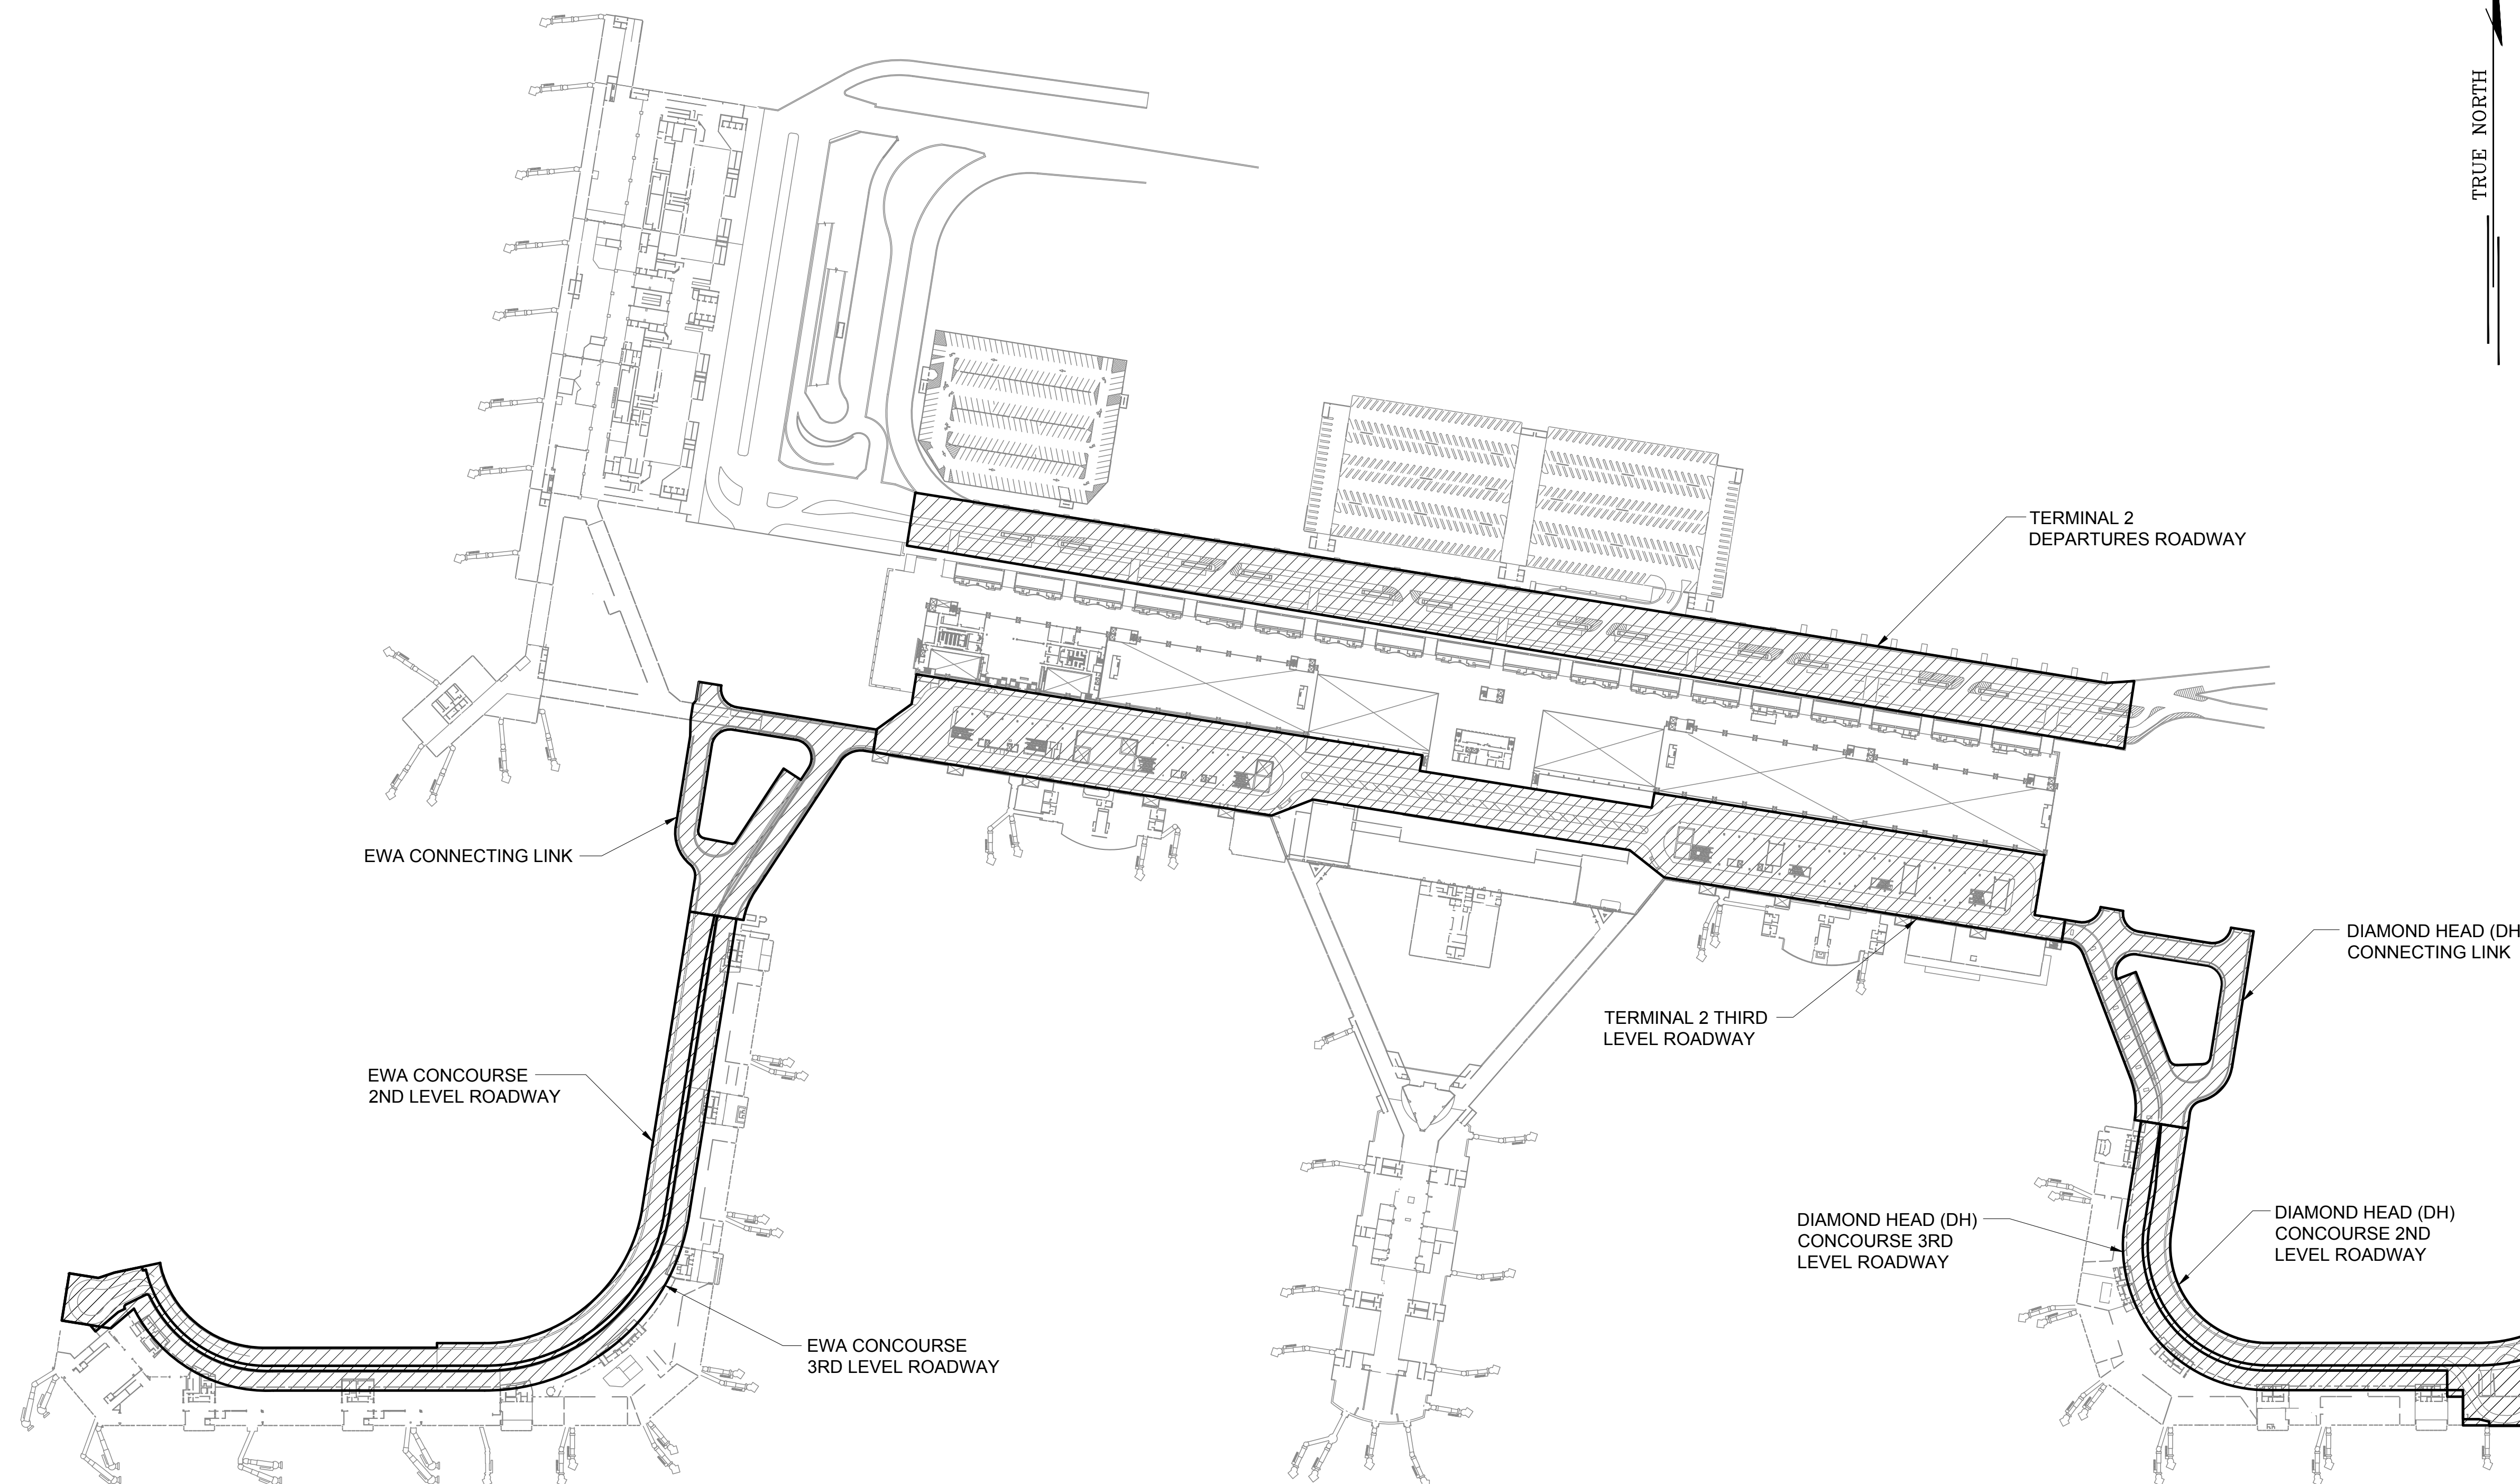 TRUE NORTH
TERMINAL 2
DEPARTURES ROADWAY
EWA CONNECTING LINK
DIAMOND HEAD (DH
CONNECTING LINK
TERMINAL 2 THIRD
LEVEL ROADWAY
EWA CONCOURSE
2ND LEVEL ROADWAY
DIAMOND HEAD (DH)
CONCOURSE 3RD
LEVEL ROADWAY
DIAMOND HEAD (DH)
CONCOURSE 2ND
LEVEL ROADWAY
EWA CONCOURSE
3RD LEVEL ROADWAY